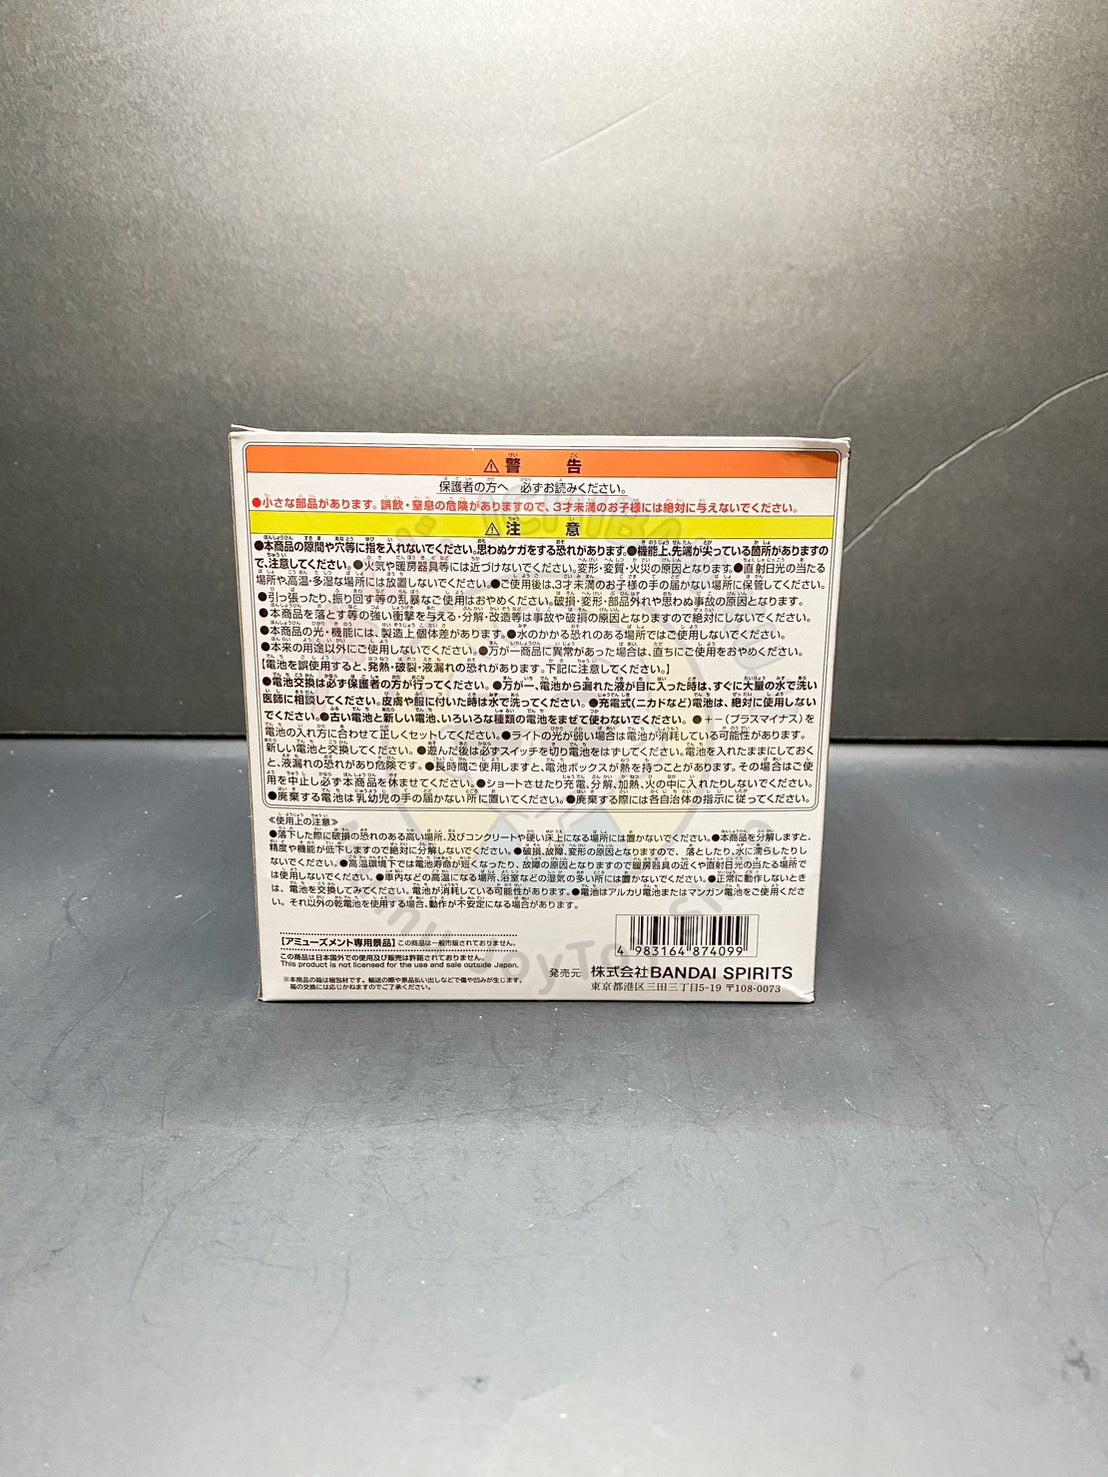 ⚠警 告
保護者の方へ 必ずお読みください。
●小さな部品があります。誤飲・窒息の危険がありますので、3才未満のお子様には絶対に与えないでください。
⚠注 意
●本商品の隙間や穴等に指を入れないでください。思わぬケガをする恐れがあります。●機能上、先端が尖っている箇所がありますの
で、注意してください。●火気や暖房器具等には近づけないでください。変形・変質・火災の原因となります。●直射日光の当たる
場所や、高温・多湿な場所には放置しないでください。●ご使用後は、3才未満のお子様の手の届かない場所に保管してください。
●引っ張ったり、振り回す等の乱暴なご使用はおやめください。破損・変形・部品外れや思わぬ事故の原因となります。
●本商品を落とす等の強い衝撃を与える・分解・改造等は事故や破損の原因となりますので絶対にしないでください。
●本商品の光・機能には、製造上個体差があります。●水のかかる恐れのある場所ではご使用しないでください。
●本来の用途以外にご使用しないでください。●万が一商品に異常があった場合は、直ちにご使用をおやめください。
【電池を誤使用すると、発熱・破裂・液漏れの恐れがあります。下記に注意してください。】
●電池交換は必ず保護者の方が行ってください。●万が一、電池から漏れた液が目に入った時は、すぐに大量の水で洗い
医師に相談してください。皮膚や服に付いた時は水で洗ってください。●充電式(ニカドなど)電池は、絶対に使用しない
でください。●古い電池と新しい電池、いろいろな種類の電池をまぜて使わないでください。●+-(プラスマイナス)を
電池の入れ方に合わせて正しくセットしてください。●ライトの光が弱い場合は電池が消耗している可能性があります。
新しい電池と交換してください。●遊んだ後は必ずスイッチを切り電池をはずしてください。電池を入れたままにしておく
と、液漏れの恐れがあり危険です。●長時間ご使用しますと、電池ボックスが熱を持つことがあります。その場合はご使
用を中止し必ず本商品を休ませてください。●ショートさせたり充電、分解、加熱、火の中に入れたりしないでください。
●廃棄する電池は乳幼児の手の届かない所に置いてください。●廃棄する際には各自治体の指示に従ってください。
≪使用上の注意≫
●落下した際に破損の恐れのある高い場所、及びコンクリートや硬い床上になる場所には置かないでください。●本商品を分解しますと、
精度や機能が低下しますので絶対に分解しないでください。●破損、故障、変形の原因となりますので、落としたり、水に濡らしたりし
ないでください。●高温環境下では電池寿命が短くなったり、故障の原因となりますので暖房器具の近くや直射日光の当たる場所で
は使用しないでください。●車内などの高温になる場所、浴室などの湿気の多い所には置かないでください。●正常に動作しないとき
は、電池を交換してみてください。電池が消耗している可能性があります。●電池はアルカリ電池またはマンガン電池をご使用くださ
い。それ以外の乾電池を使用する場合、動作が不安定になる場合があります。
【アミューズメント専用景品】この商品は一般市販されておりません。
この商品は日本国外での使用及び販売は許諾されておりません。
This product is not licensed for the use and sale outside Japan.
※本商品の箱は梱包材です。輸送の際や景品払い出しなどで傷や凹みが生じます。
箱の交換には応じかねますのでご了承ください。
4 983164 874099
発売元 株式会社BANDAI SPIRITS
東京都港区三田三丁目5-19 〒108-0073